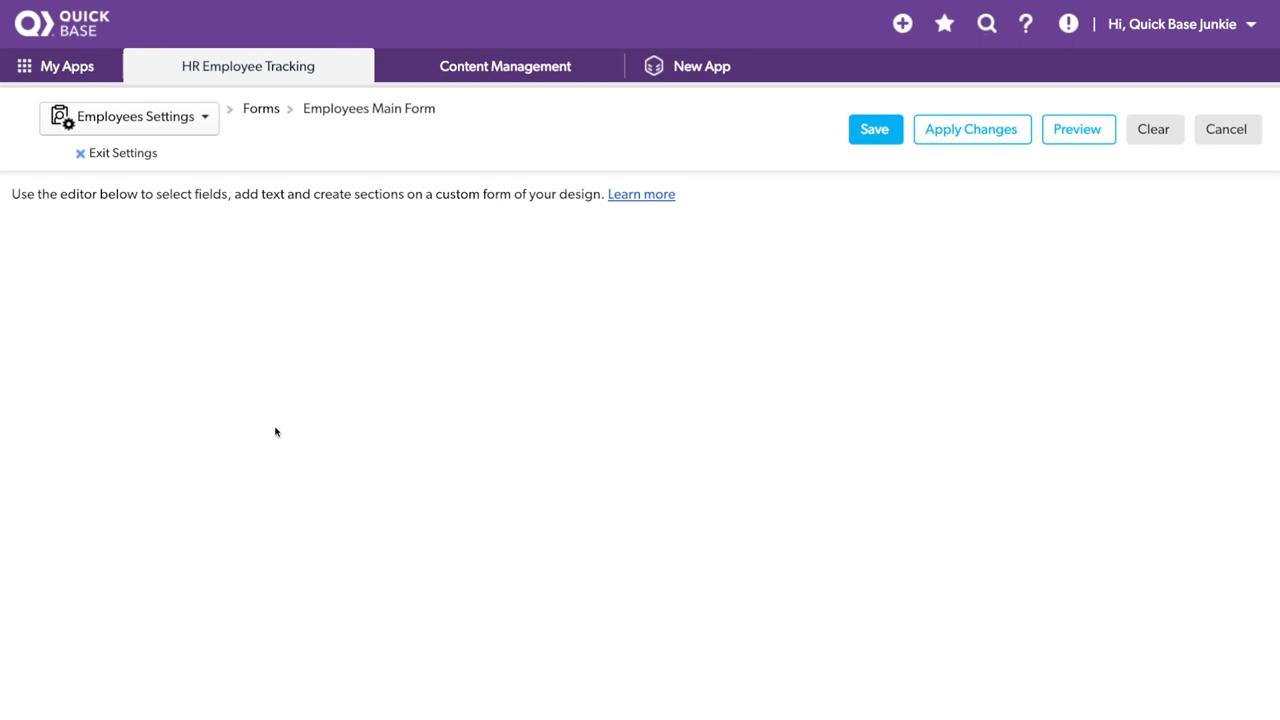 QUICK
BASE
Hi, Quick Base Junkie
My Apps
HR Employee Tracking
Content Management
New App
Employees Settings
Forms
Employees Main Form
Save
Apply Changes
Preview
Clear
Cancel
Exit Settings
Use the editor below to select fields, add text and create sections on a custom form of your design. Learn more